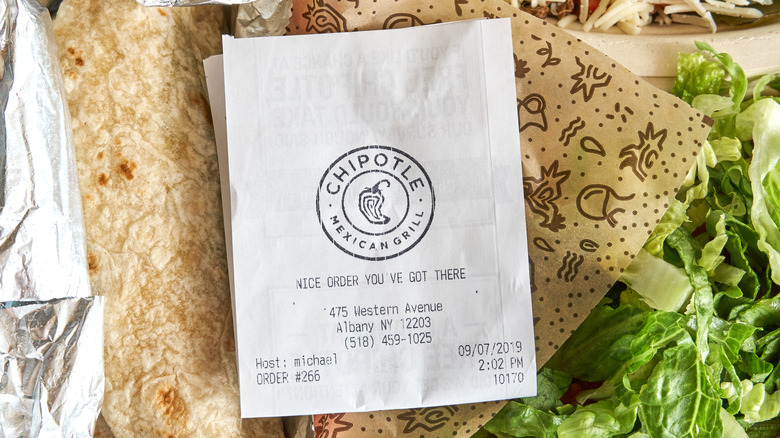 CHIPOTLE
MEXICAN GRILL
NICE ORDER YOU'VE GOT THERE
475 Western Avenue
Albany NY 12203
(518) 459-1025
Host: michael
09/07/2019
ORDER #266
2:02 PM
10170